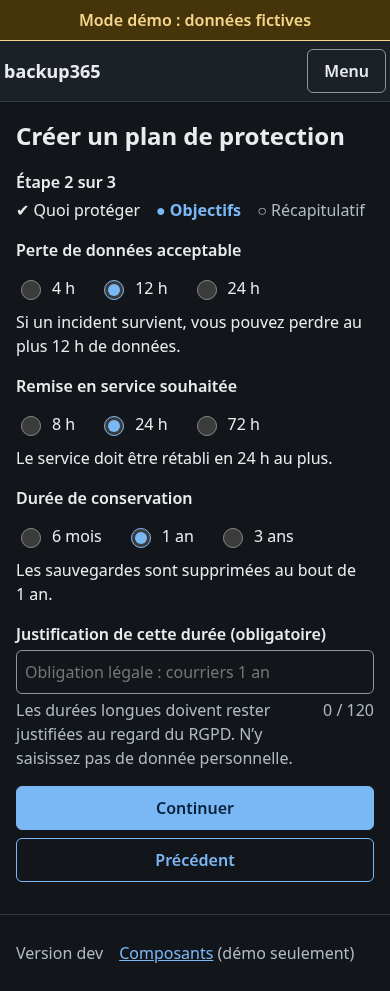 Mode démo : données fictives
backup365
Menu
Créer un plan de protection
Étape 2 sur 3
✔ Quoi protéger ● Objectifs ○ Récapitulatif
Perte de données acceptable
4 h 12 h 24 h
Si un incident survient, vous pouvez perdre au
plus 12 h de données.
Remise en service souhaitée
8 h 24 h 72 h
Le service doit être rétabli en 24 h au plus.
Durée de conservation
6 mois 1 an 3 ans
Les sauvegardes sont supprimées au bout de
1 an.
Justification de cette durée (obligatoire)
Obligation légale : courriers 1 an
Les durées longues doivent rester 0 / 120
justifiées au regard du RGPD. N’y
saisissez pas de donnée personnelle.
Continuer
Précédent
Version dev Composants (démo seulement)